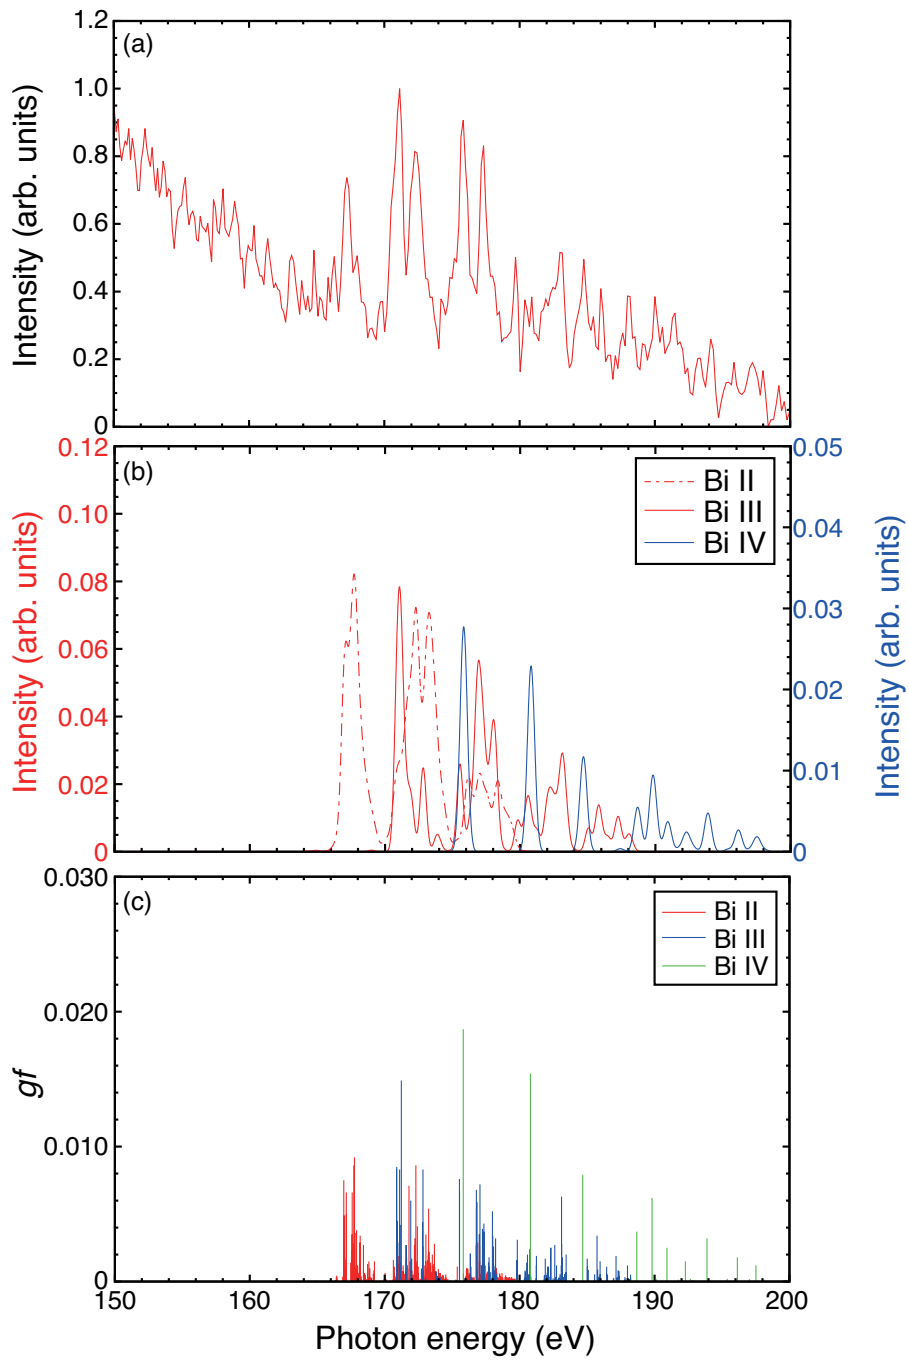 1.2
(a)
1.0
0.8
0.6
0.4
0.2
0
Intensity (arb. units)
0.12
0.05
(b)
Bi II
Bi III
Bi IV
0.10
0.04
0.08
0.03
0.06
0.02
0.04
0.01
0.02
0
0
Intensity (arb. units)
Intensity (arb. units)
0.030
(c)
Bi II
Bi III
Bi IV
0.020
gf
0.010
0
150 160 170 180 190 200
Photon energy (eV)